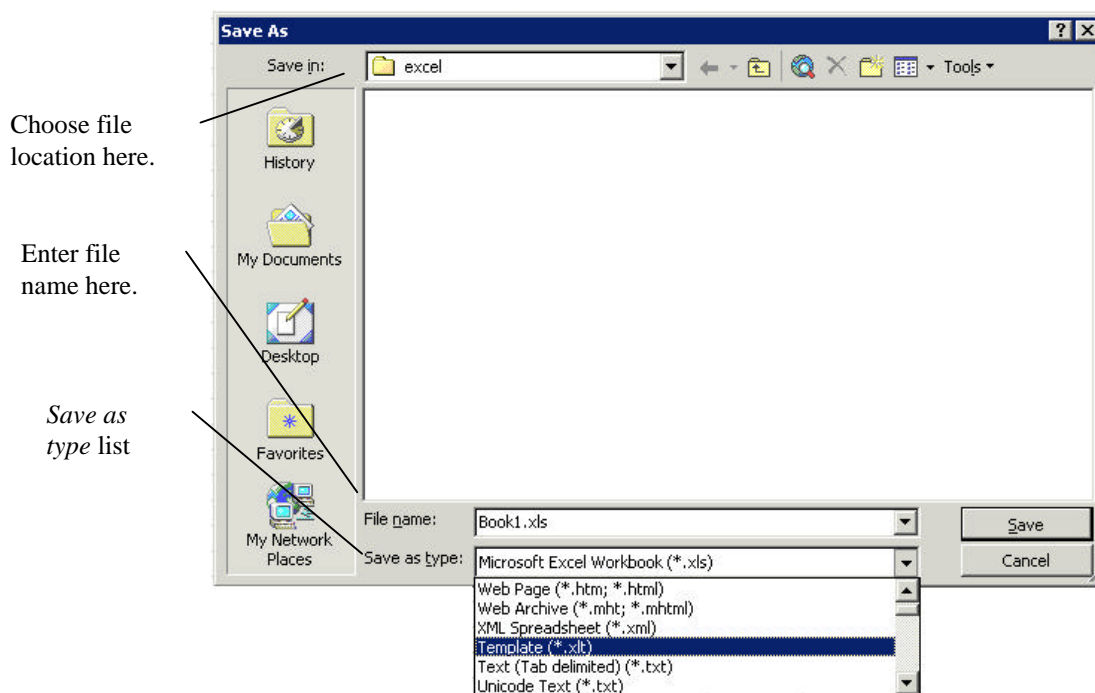 Save As
Save in:
excel
Tools
Choose file
location here.
History
Enter file
name here.
My Documents
Desktop
Save as
type list
Favorites
My Network
Places
File name:
Book1.xls
Save
Save as type:
Microsoft Excel Workbook (*.xls)
Cancel
Web Page (*.htm; *.html)
Web Archive (*.mht; *.mhtml)
XML Spreadsheet (*.xml)
Template (*.xlt)
Text (Tab delimited) (*.txt)
Unicode Text (*.txt)